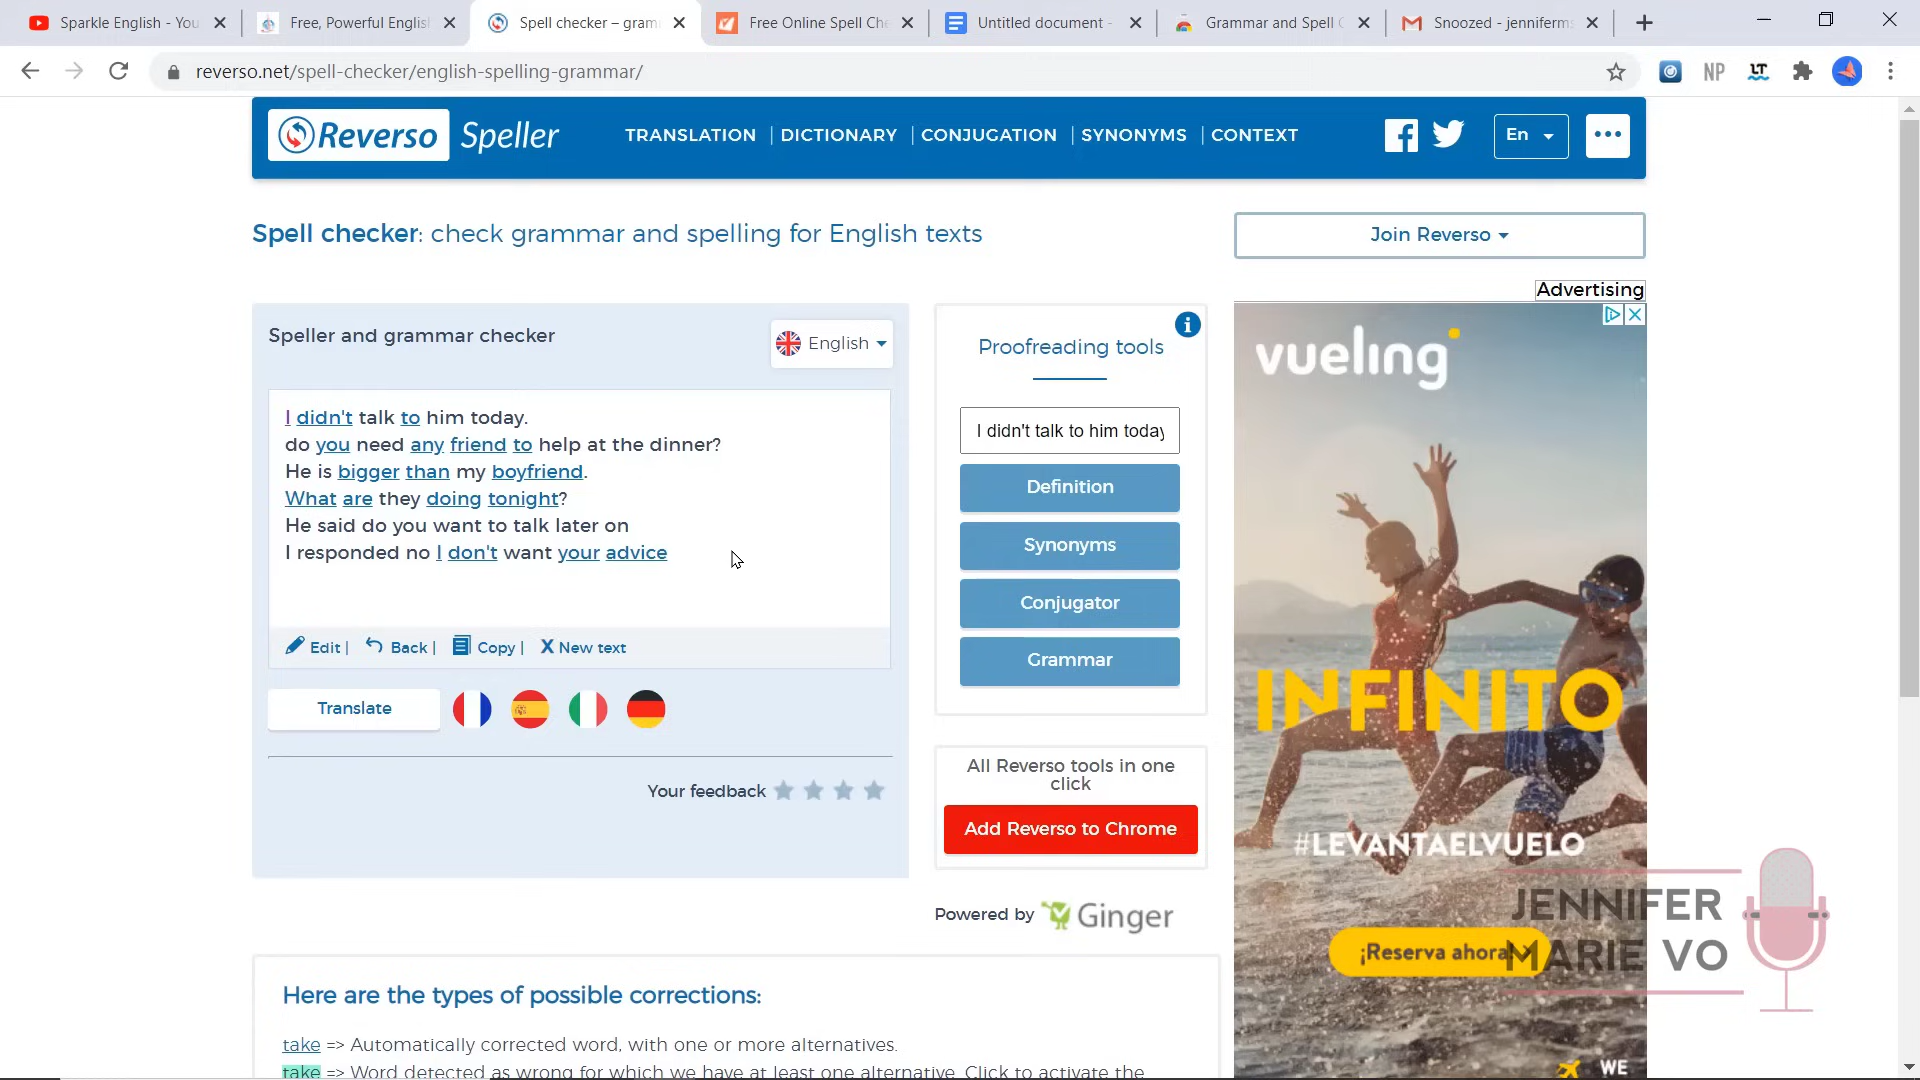 Sparkle English - You
Free, Powerful Englis
Spell checker – gram
Free Online Spell Che
Untitled document -
Grammar and Spell C
Snoozed - jenniferm
reverso.net/spell-checker/english-spelling-grammar/
NP
LT
Reverso Speller
TRANSLATION | DICTIONARY | CONJUGATION | SYNONYMS | CONTEXT
En
Spell checker: check grammar and spelling for English texts
Join Reverso
Advertising
Speller and grammar checker
English
I didn't talk to him today.
do you need any friend to help at the dinner?
He is bigger than my boyfriend.
What are they doing tonight?
He said do you want to talk later on
I responded no I don't want your advice
Edit | Back | Copy | X New text
Translate
Your feedback
Proofreading tools
I didn't talk to him today
Definition
Synonyms
Conjugator
Grammar
All Reverso tools in one
click
Add Reverso to Chrome
Powered by Ginger
vueling
INFINITO
#LEVANTAELVUELO
¡Reserva ahora!
WE
JENNIFER
MARIE VO
Here are the types of possible corrections:
take => Automatically corrected word, with one or more alternatives.
take => Word detected as wrong for which we have at least one alternative. Click to activate the